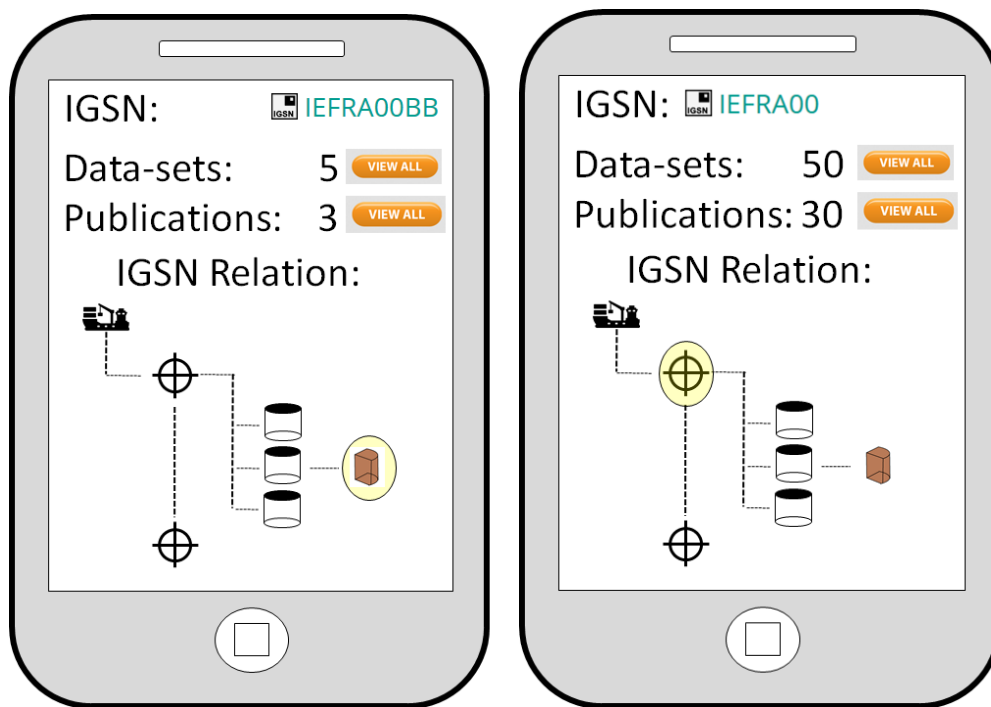 IGSN: IGSN IEFRA00BB
Data-sets: 5 VIEW ALL
Publications: 3 VIEW ALL
IGSN Relation:
IGSN: IGSN IEFRA00
Data-sets: 50 VIEW ALL
Publications: 30 VIEW ALL
IGSN Relation: